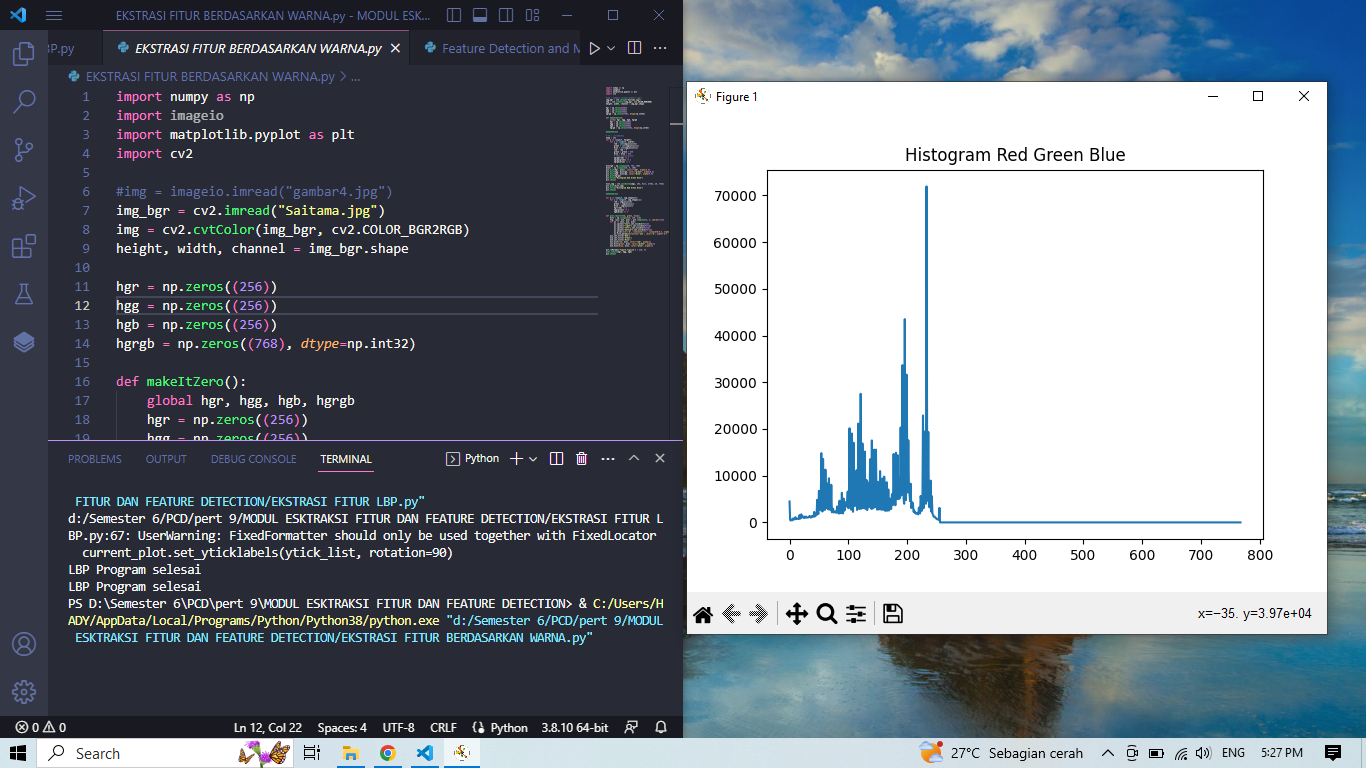 EKSTRASI FITUR BERDASARKAN WARNA.py - MODUL ESK...
BP.py
EKSTRASI FITUR BERDASARKAN WARNA.py
Feature Detection and M
EKSTRASI FITUR BERDASARKAN WARNA.py > ...
1 import numpy as np
2 import imageio
3 import matplotlib.pyplot as plt
4 import cv2
5
6 #img = imageio.imread("gambar4.jpg")
7 img_bgr = cv2.imread("Saitama.jpg")
8 img = cv2.cvtColor(img_bgr, cv2.COLOR_BGR2RGB)
9 height, width, channel = img_bgr.shape
10
11 hgr = np.zeros((256))
12 hgg = np.zeros((256))
13 hgb = np.zeros((256))
14 hgrgb = np.zeros((768), dtype=np.int32)
15
16 def makeItZero():
17 global hgr, hgg, hgb, hgrgb
18 hgr = np.zeros((256))
19 hgg = np.zeros((256))
PROBLEMS OUTPUT DEBUG CONSOLE TERMINAL
Python
FITUR DAN FEATURE DETECTION/EKSTRASI FITUR LBP.py"
d:/Semester 6/PCD/pert 9/MODUL ESKTRAKSI FITUR DAN FEATURE DETECTION/EKSTRASI FITUR L
BP.py:67: UserWarning: FixedFormatter should only be used together with FixedLocator
current_plot.set_yticklabels(ytick_list, rotation=90)
LBP Program selesai
LBP Program selesai
PS D:\Semester 6\PCD\pert 9\MODUL ESKTRAKSI FITUR DAN FEATURE DETECTION> & C:/Users/H
ADY/AppData/Local/Programs/Python/Python38/python.exe "d:/Semester 6/PCD/pert 9/MODUL
ESKTRAKSI FITUR DAN FEATURE DETECTION/EKSTRASI FITUR BERDASARKAN WARNA.py"
0 0
Ln 12, Col 22 Spaces: 4 UTF-8 CRLF Python 3.8.10 64-bit
Figure 1
Histogram Red Green Blue
70000
60000
50000
40000
30000
20000
10000
0
0 100 200 300 400 500 600 700 800
x=−35. y=3.97e+04
Search
27°C Sebagian cerah
ENG
5:27 PM